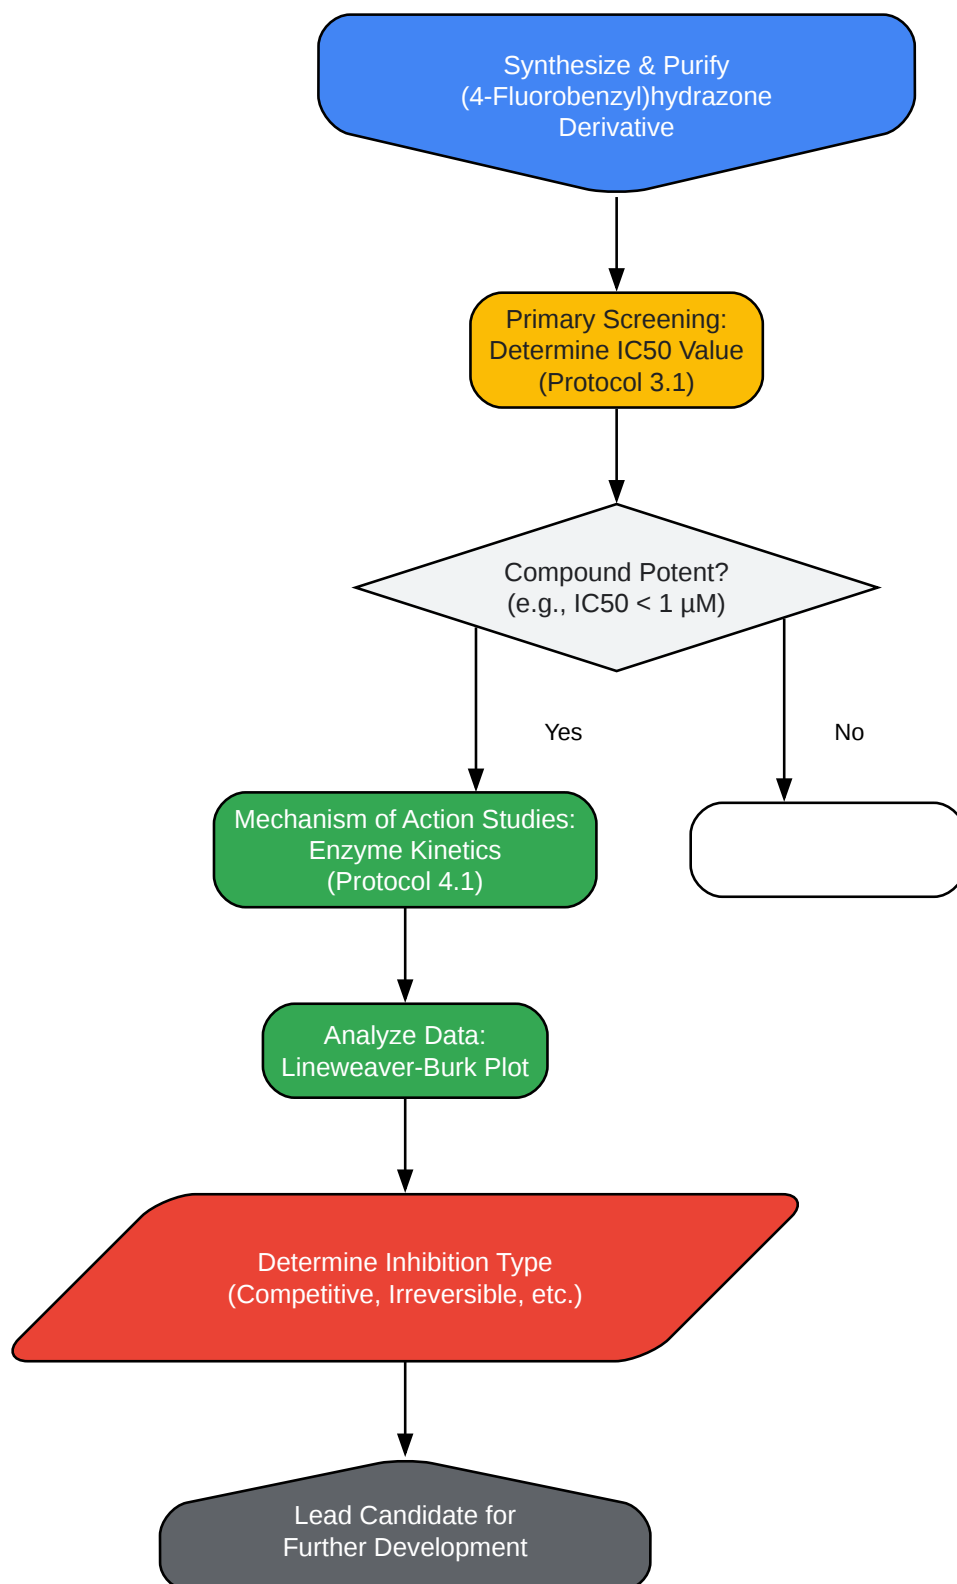 Synthesize & Purify
(4-Fluorobenzyl)hydrazone
Derivative
Primary Screening:
Determine IC50 Value
(Protocol 3.1)
Compound Potent?
(e.g., IC50 < 1 µM)
Yes
No
Mechanism of Action Studies:
Enzyme Kinetics
(Protocol 4.1)
Analyze Data:
Lineweaver-Burk Plot
Determine Inhibition Type
(Competitive, Irreversible, etc.)
Lead Candidate for
Further Development